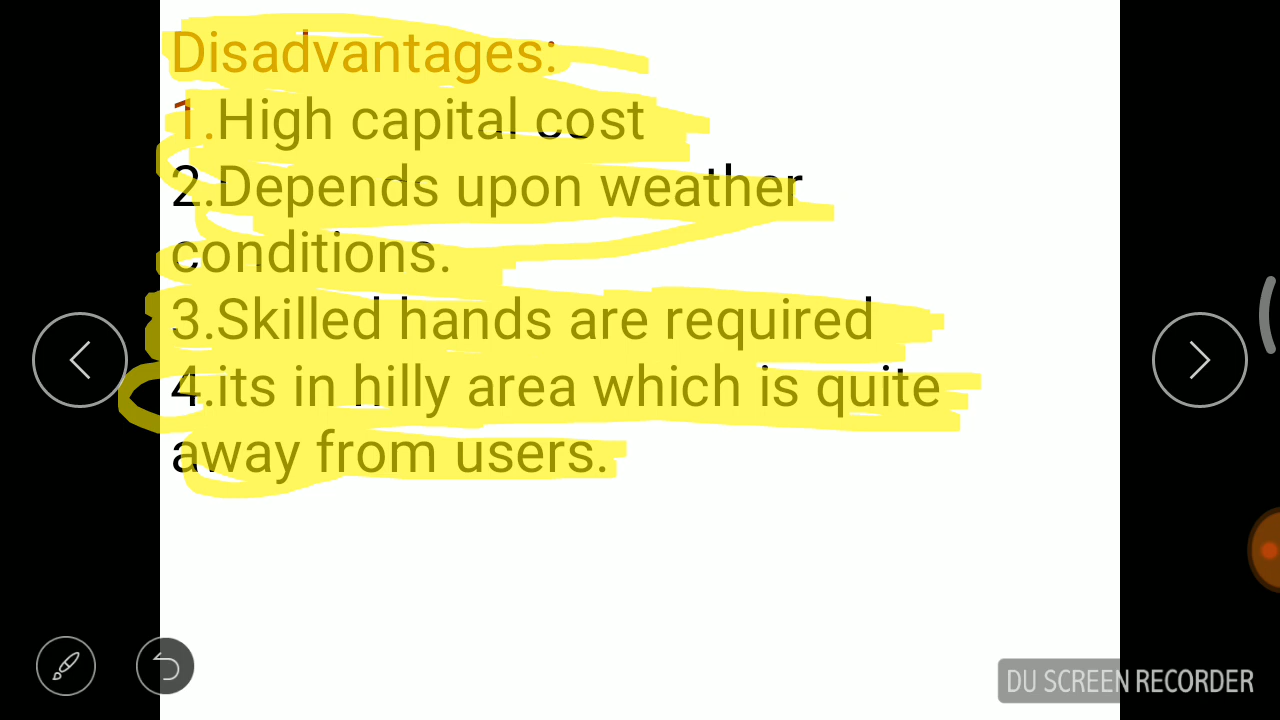 Disadvantages:
1.High capital cost
2.Depends upon weather
conditions.
3.Skilled hands are required
4.its in hilly area which is quite
away from users.
DU SCREEN RECORDER